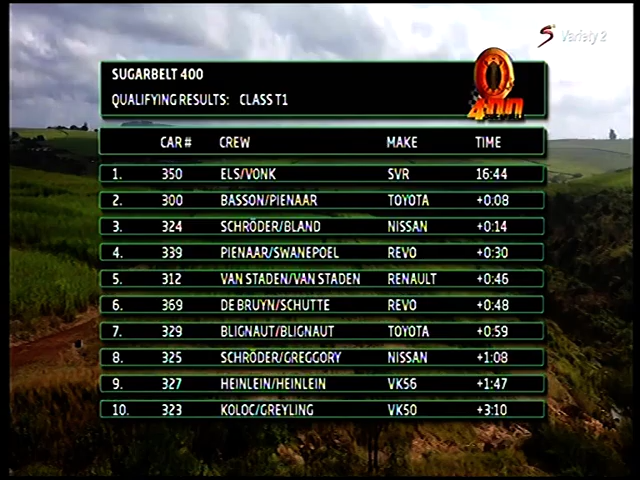 Variety 2
SUGARBELT 400
QUALIFYING RESULTS: CLASS T1
400
CAR # CREW MAKE TIME
1. 350 ELS/VONK SVR 16:44
2. 300 BASSON/PIENAAR TOYOTA +0:08
3. 324 SCHRÖDER/BLAND NISSAN +0:14
4. 339 PIENAAR/SWANEPOEL REVO +0:30
5. 312 VAN STADEN/VAN STADEN RENAULT +0:46
6. 369 DE BRUYN/SCHUTTE REVO +0:48
7. 329 BLIGNAUT/BLIGNAUT TOYOTA +0:59
8. 325 SCHRÖDER/GREGGORY NISSAN +1:08
9. 327 HEINLEIN/HEINLEIN VK56 +1:47
10. 323 KOLOC/GREYLING VK50 +3:10